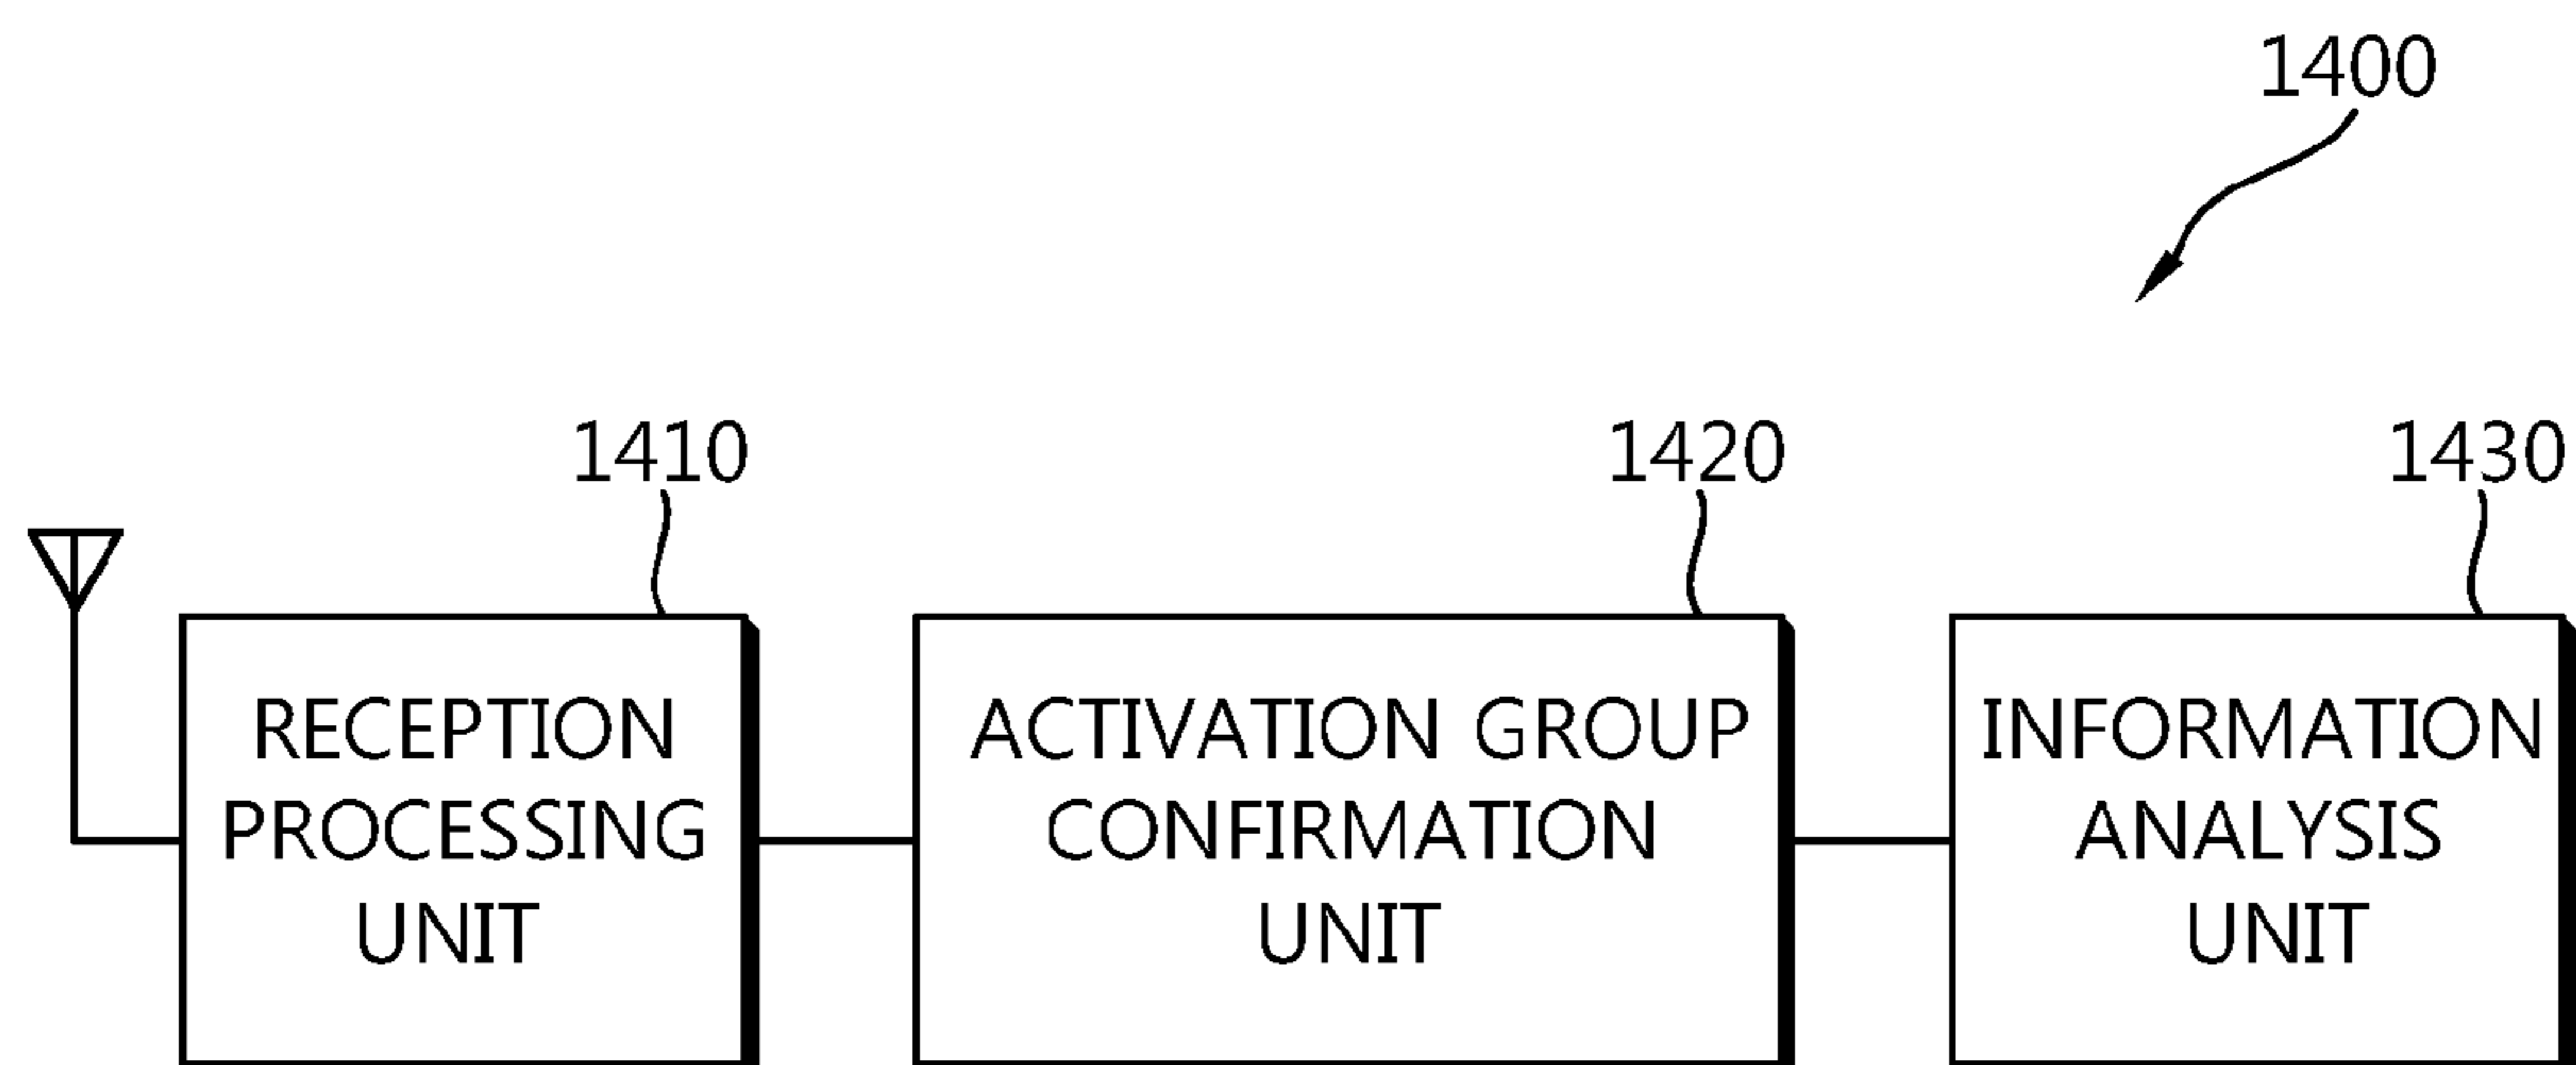 1400
1410
1420
1430
RECEPTION
PROCESSING
UNIT
ACTIVATION GROUP
CONFIRMATION
UNIT
INFORMATION
ANALYSIS
UNIT